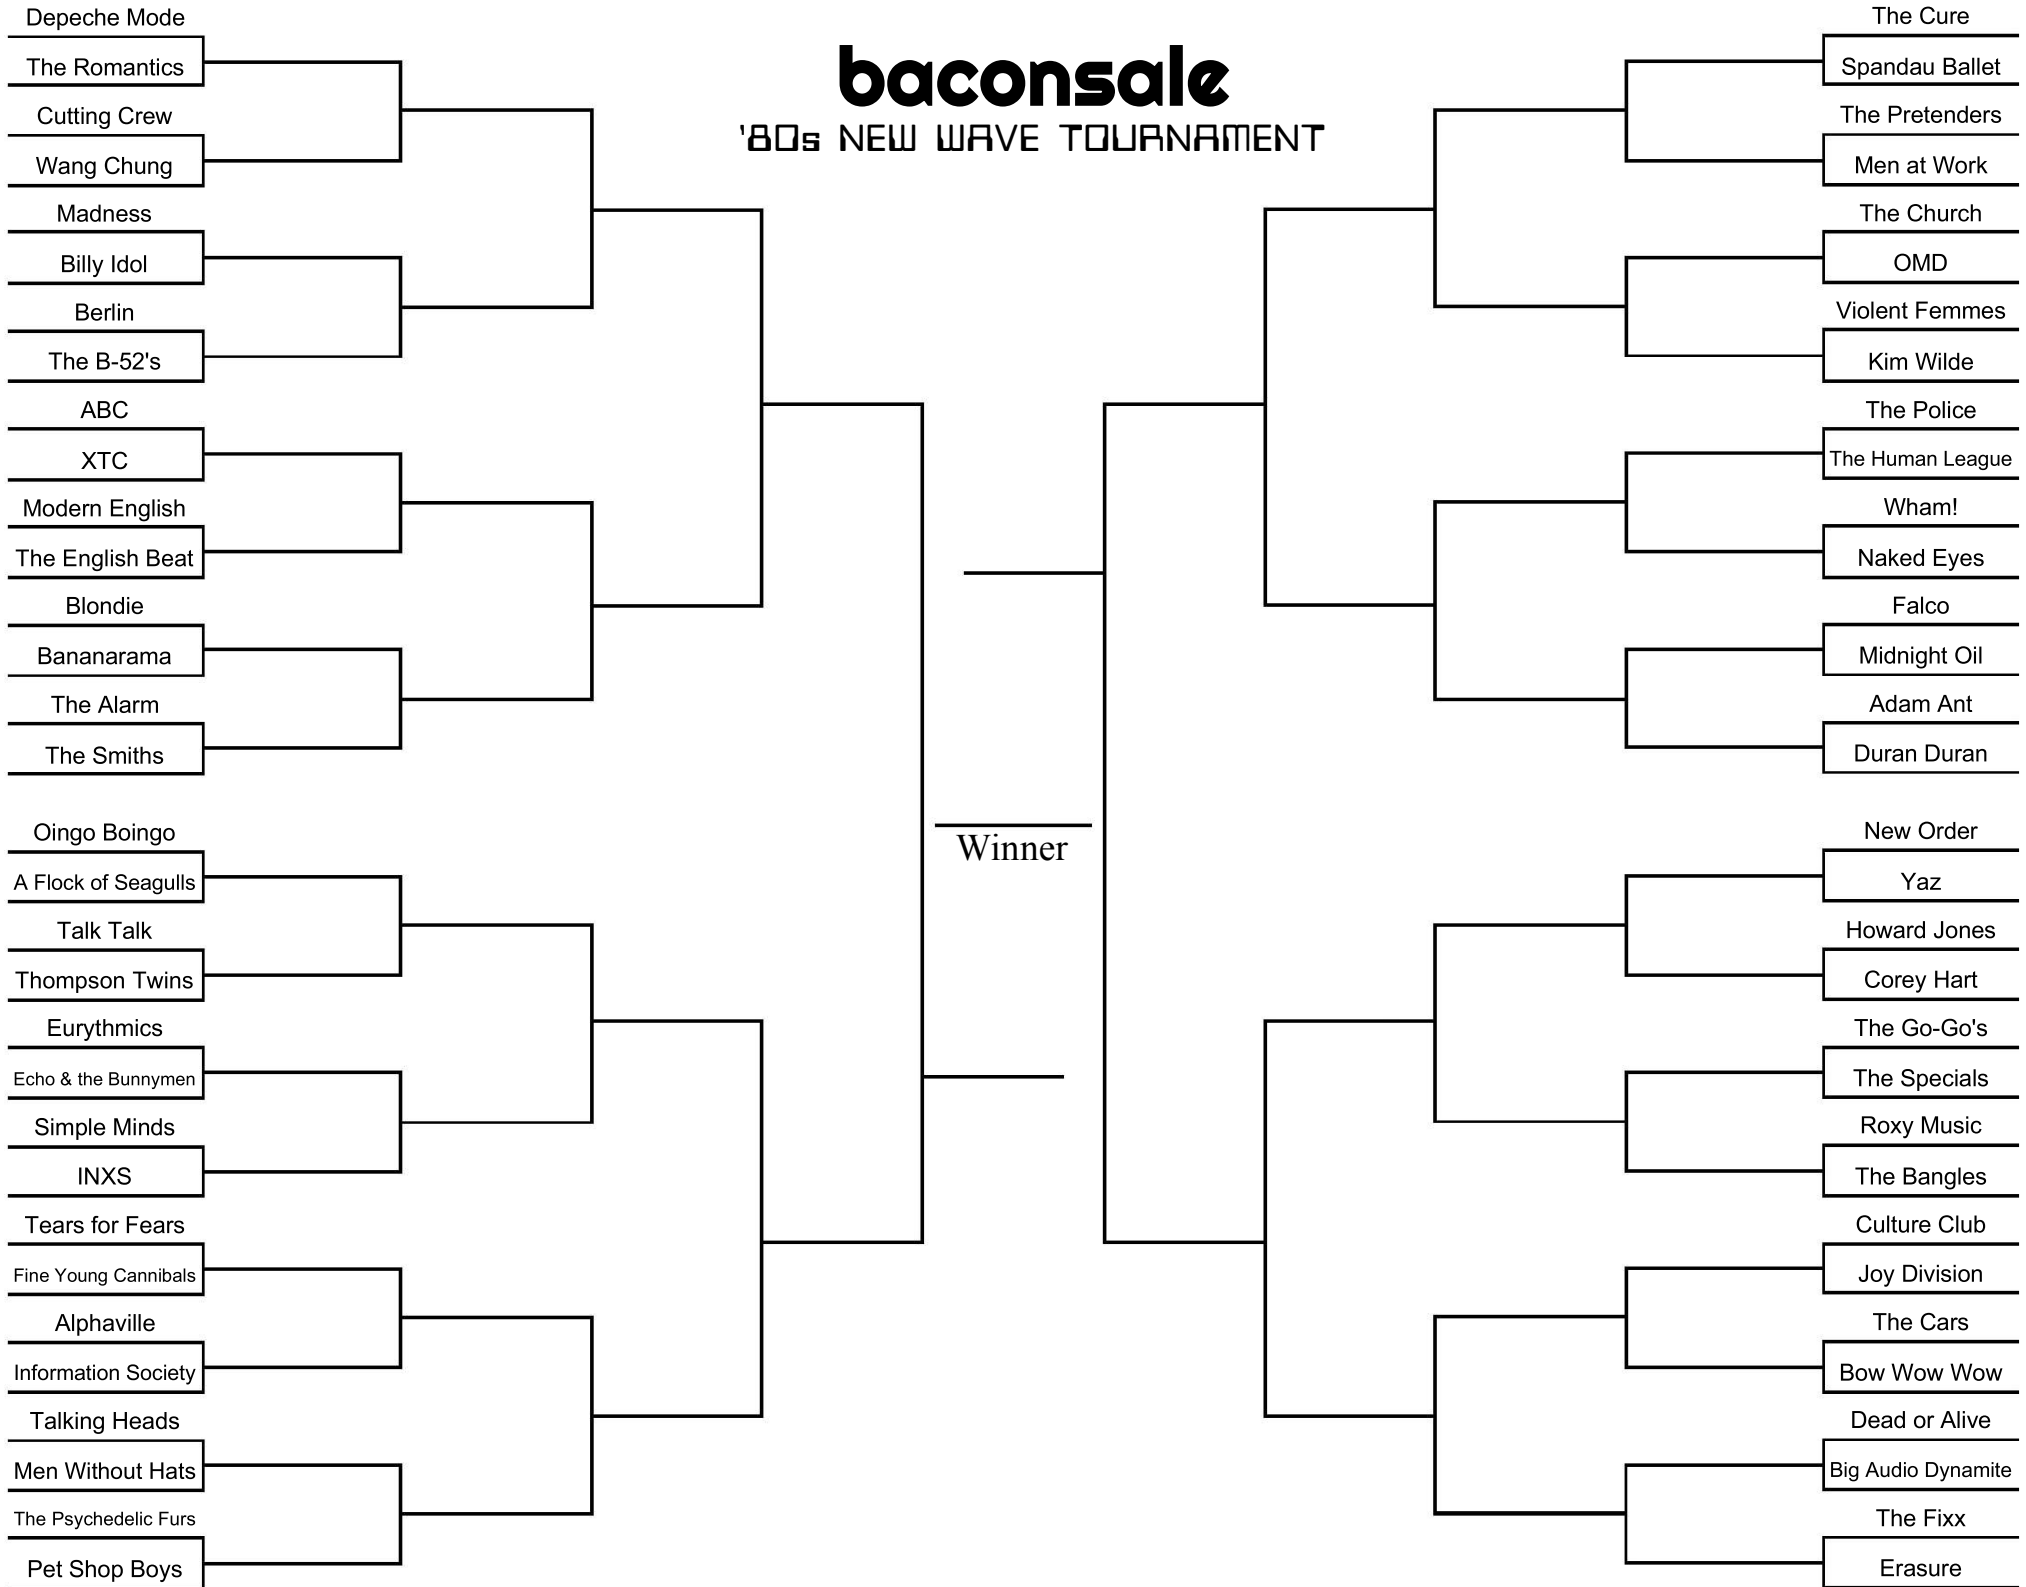 baconsale
'80s NEW WAVE TOURNAMENT
Depeche Mode
The Romantics
Cutting Crew
Wang Chung
Madness
Billy Idol
Berlin
The B-52's
ABC
XTC
Modern English
The English Beat
Blondie
Bananarama
The Alarm
The Smiths
Oingo Boingo
A Flock of Seagulls
Talk Talk
Thompson Twins
Eurythmics
Echo & the Bunnymen
Simple Minds
INXS
Tears for Fears
Fine Young Cannibals
Alphaville
Information Society
Talking Heads
Men Without Hats
The Psychedelic Furs
Pet Shop Boys
Winner
The Cure
Spandau Ballet
The Pretenders
Men at Work
The Church
OMD
Violent Femmes
Kim Wilde
The Police
The Human League
Wham!
Naked Eyes
Falco
Midnight Oil
Adam Ant
Duran Duran
New Order
Yaz
Howard Jones
Corey Hart
The Go-Go's
The Specials
Roxy Music
The Bangles
Culture Club
Joy Division
The Cars
Bow Wow Wow
Dead or Alive
Big Audio Dynamite
The Fixx
Erasure